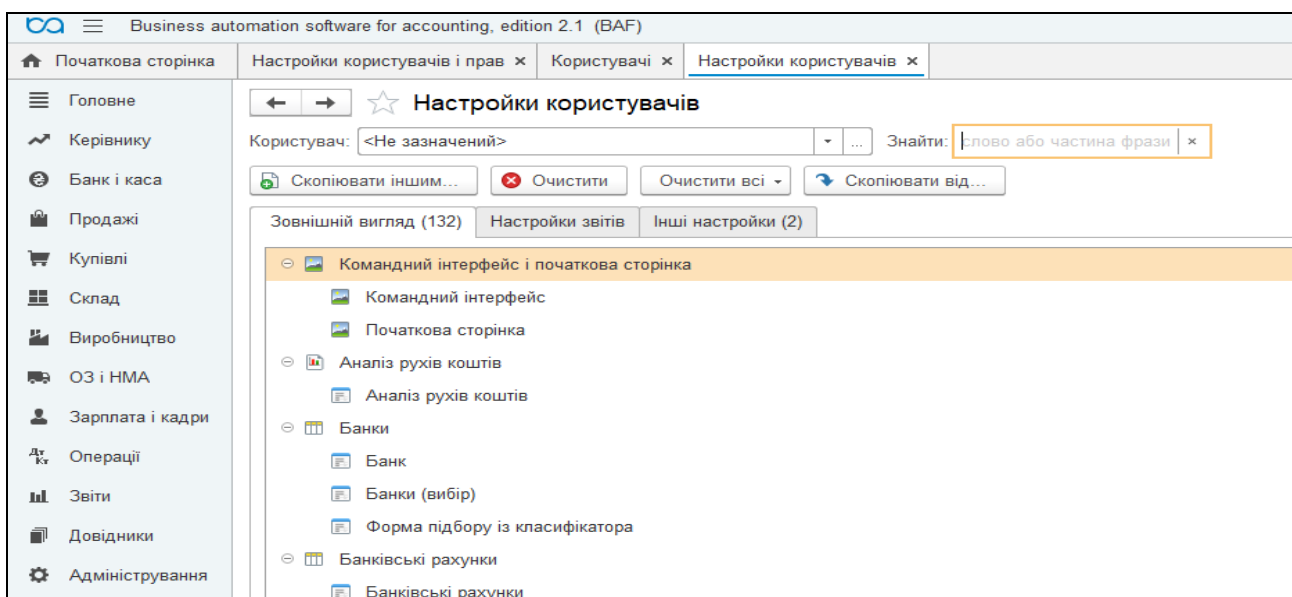 Business automation software for accounting, edition 2.1 (BAF)
Початкова сторінка Настройки користувачів і прав × Користувачі × Настройки користувачів ×
Головне
Керівнику
Банк і каса
Продажі
Купівлі
Склад
Виробництво
ОЗ і НМА
Зарплата і кадри
Операції
Звіти
Довідники
Адміністрування
Настройки користувачів
Користувач: <Не зазначений> ... Знайти: слово або частина фрази ×
Скопіювати іншим... Очистити Очистити всі Скопіювати від...
Зовнішній вигляд (132) Настройки звітів Інші настройки (2)
Командний інтерфейс і початкова сторінка
Командний інтерфейс
Початкова сторінка
Аналіз рухів коштів
Аналіз рухів коштів
Банки
Банк
Банки (вибір)
Форма підбору із класифікатора
Банківські рахунки
Банківські рахунки